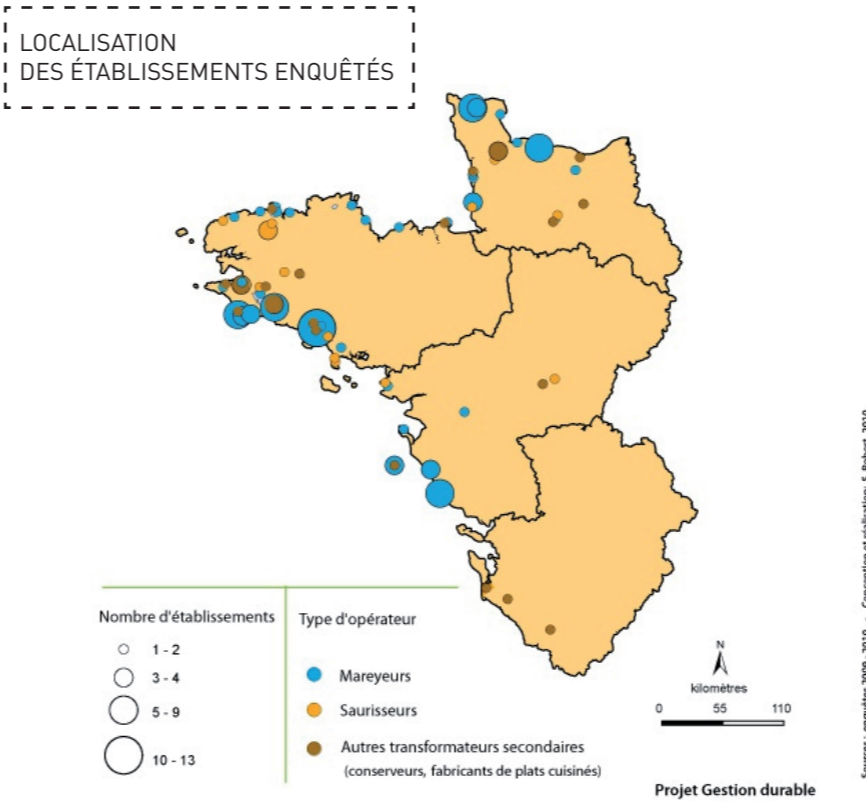 LOCALISATION
DES ÉTABLISSEMENTS ENQUÊTÉS
Nombre d'établissements
1 - 2
3 - 4
5 - 9
10 - 13
Type d'opérateur
Mareyeurs
Saurisseurs
Autres transformateurs secondaires
(conserveurs, fabricants de plats cuisinés)
N
kilomètres
0 55 110
Projet Gestion durable